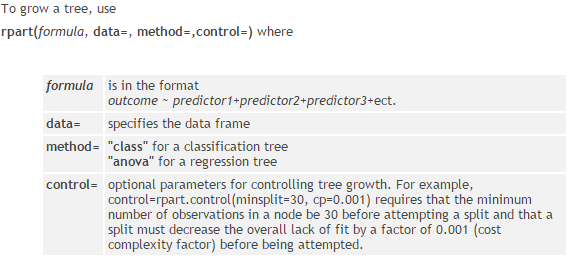 To grow a tree, use
rpart(formula, data=, method=,control=) where
formula is in the format
outcome ~ predictor1+predictor2+predictor3+ect.
data= specifies the data frame
method= "class" for a classification tree
"anova" for a regression tree
control= optional parameters for controlling tree growth. For example,
control=rpart.control(minsplit=30, cp=0.001) requires that the minimum
number of observations in a node be 30 before attempting a split and that a
split must decrease the overall lack of fit by a factor of 0.001 (cost
complexity factor) before being attempted.